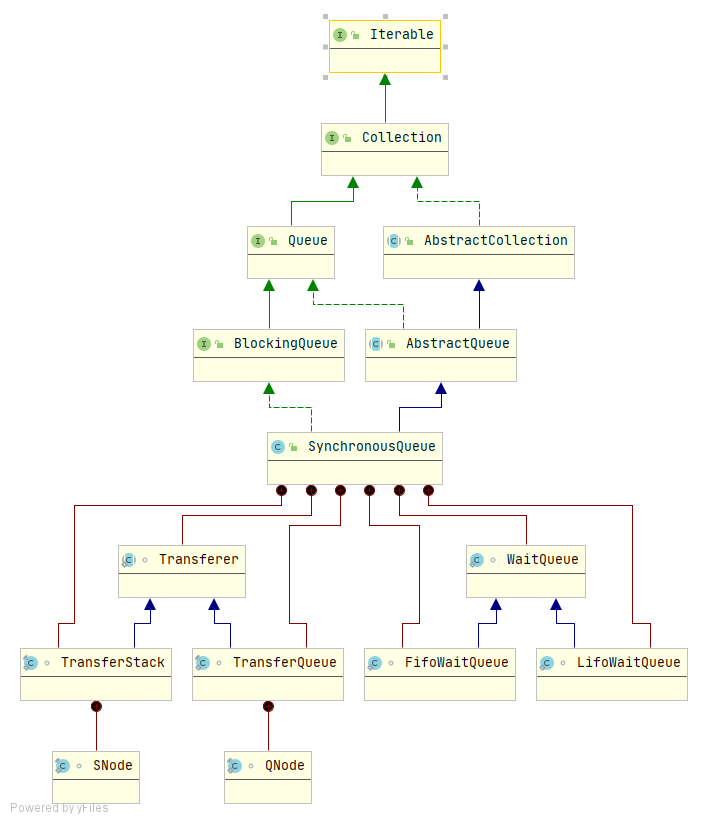 Iterable
Collection
Queue
AbstractCollection
BlockingQueue
AbstractQueue
SynchronousQueue
Transferer
WaitQueue
TransferStack
TransferQueue
FifoWaitQueue
LifoWaitQueue
SNode
QNode
Powered by yFiles